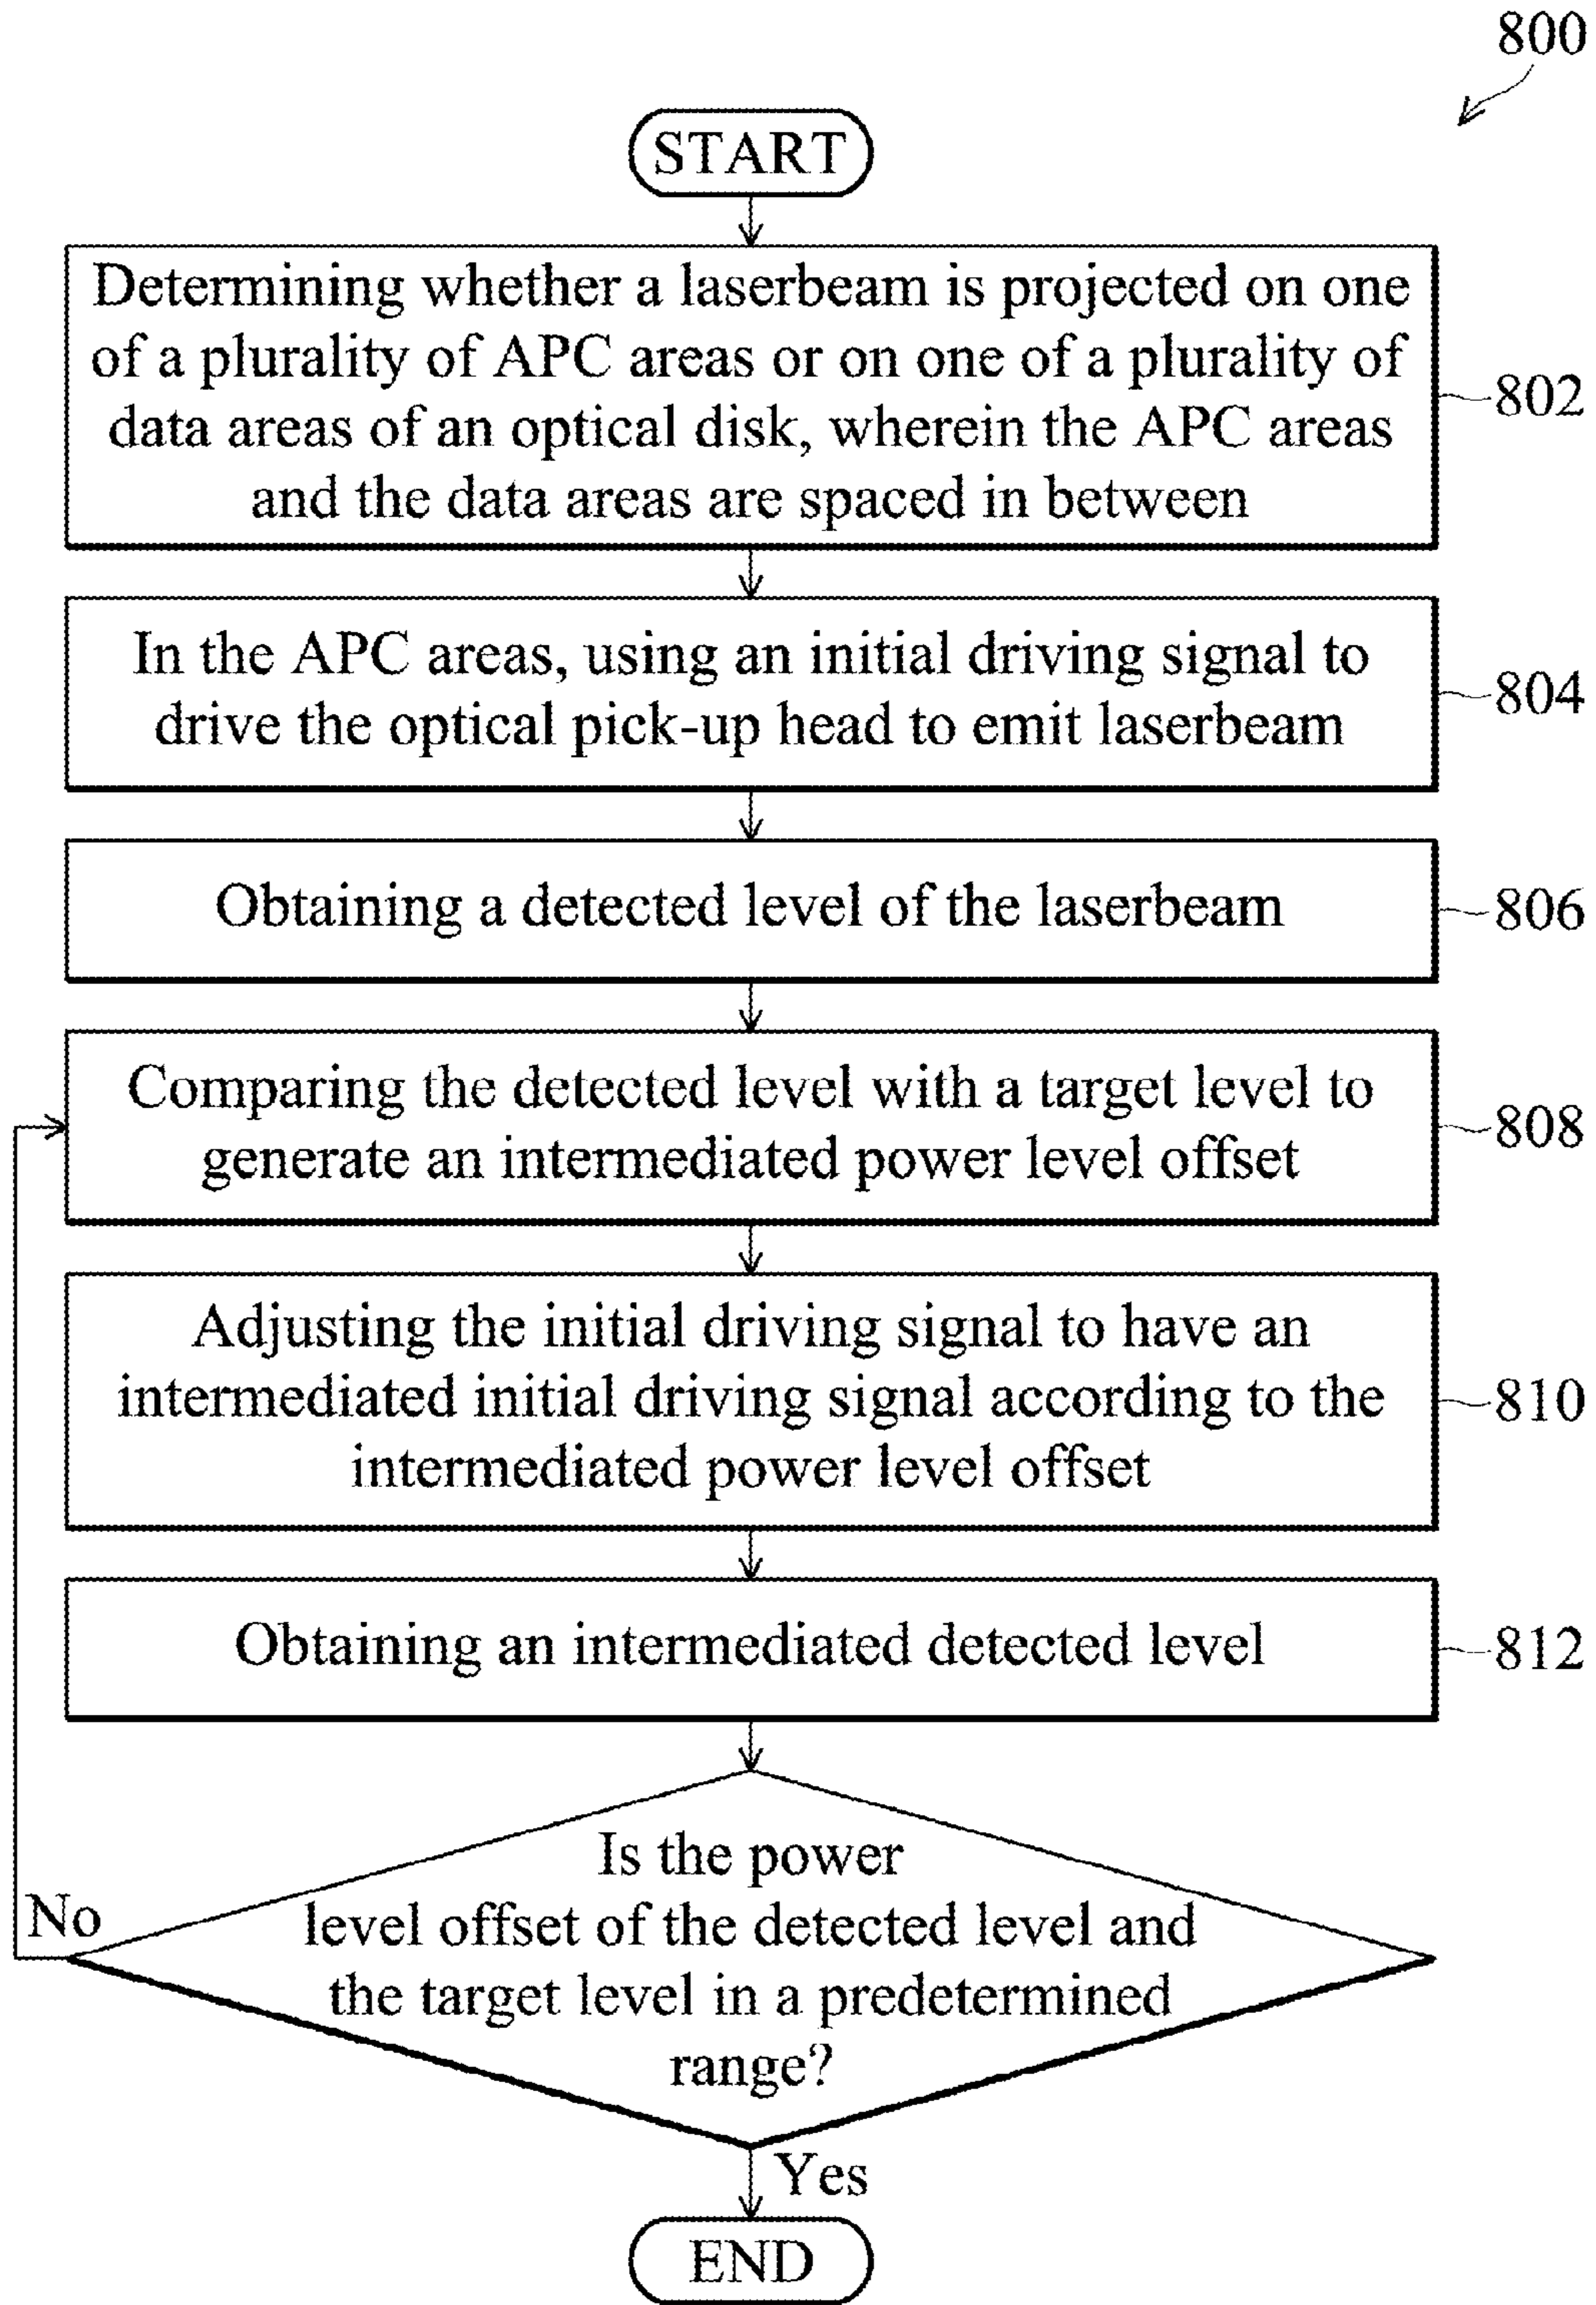 800
START
Determining whether a laserbeam is projected on one
of a plurality of APC areas or on one of a plurality of
data areas of an optical disk, wherein the APC areas
and the data areas are spaced in between
802
In the APC areas, using an initial driving signal to
drive the optical pick-up head to emit laserbeam
804
Obtaining a detected level of the laserbeam
806
Comparing the detected level with a target level to
generate an intermediated power level offset
808
Adjusting the initial driving signal to have an
intermediated initial driving signal according to the
intermediated power level offset
810
Obtaining an intermediated detected level
812
Is the power
level offset of the detected level and
the target level in a predetermined
range?
No
Yes
END